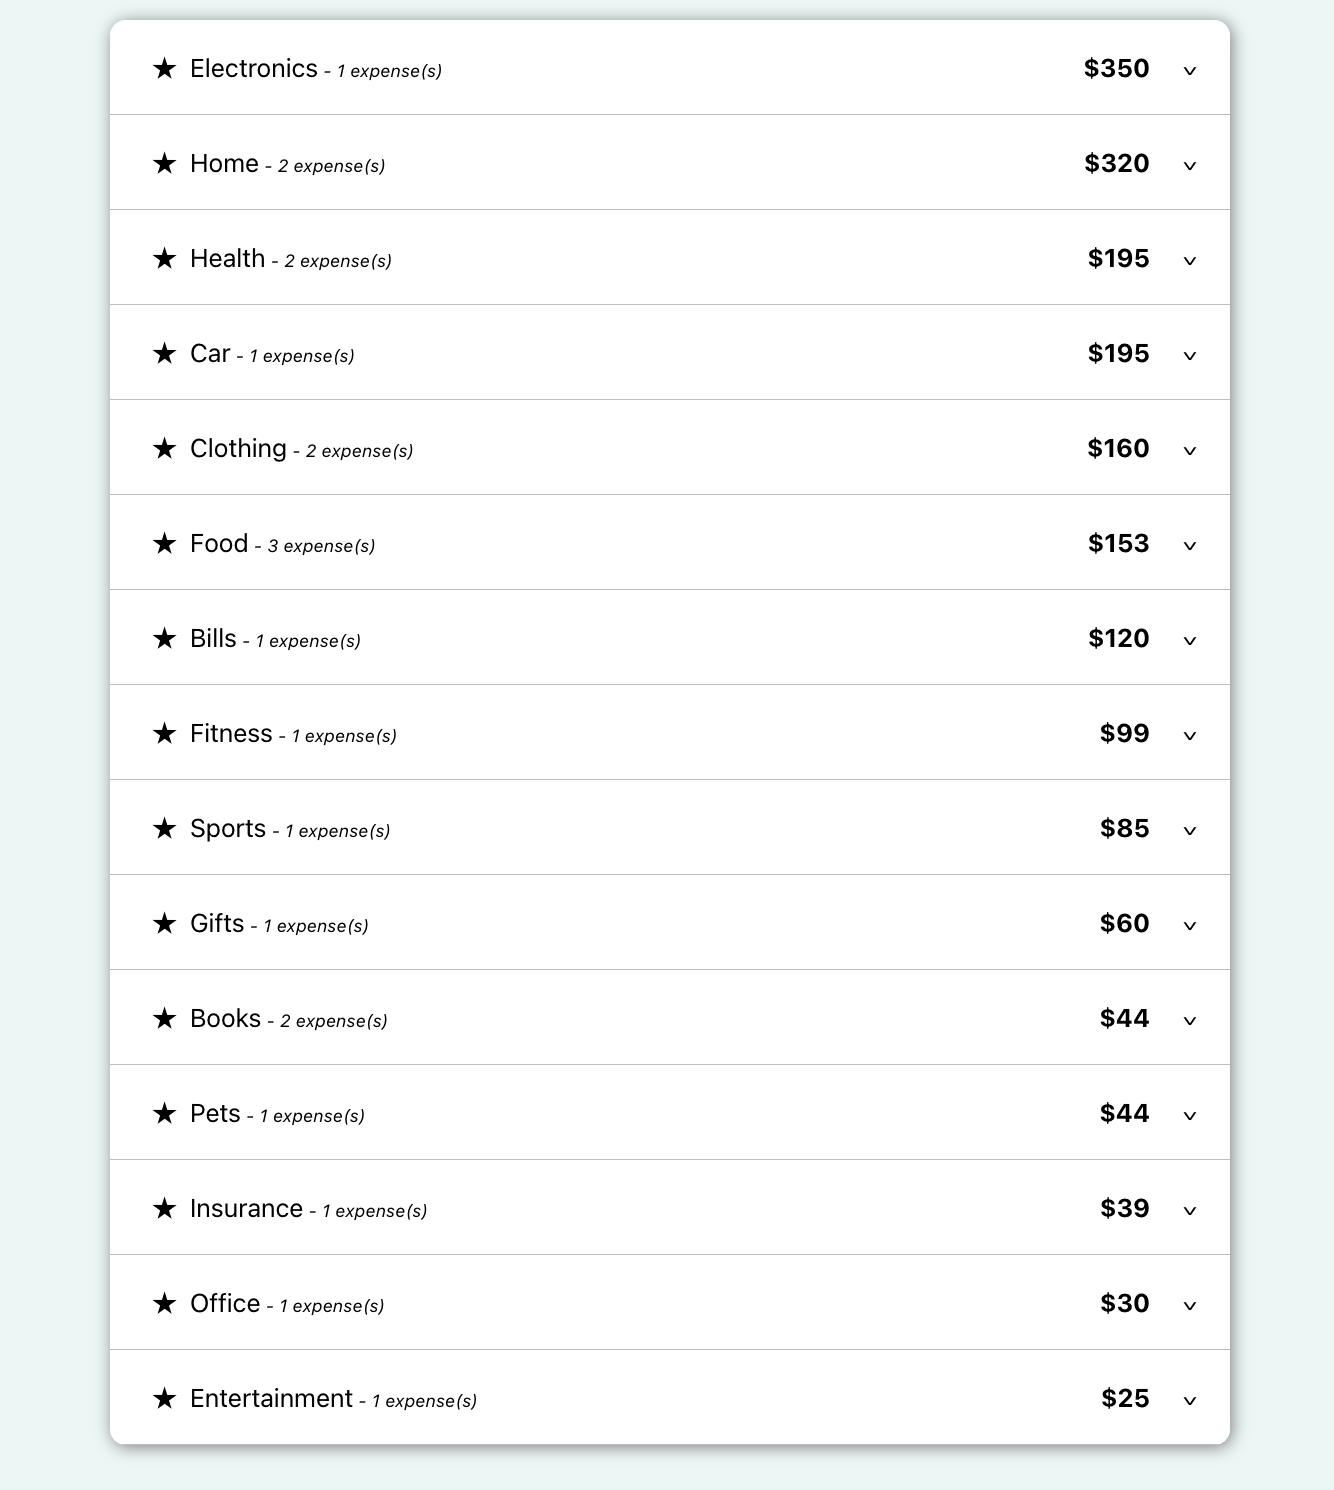 ★ Electronics - 1 expense(s) $350 v
★ Home - 2 expense(s) $320 v
★ Health - 2 expense(s) $195 v
★ Car - 1 expense(s) $195 v
★ Clothing - 2 expense(s) $160 v
★ Food - 3 expense(s) $153 v
★ Bills - 1 expense(s) $120 v
★ Fitness - 1 expense(s) $99 v
★ Sports - 1 expense(s) $85 v
★ Gifts - 1 expense(s) $60 v
★ Books - 2 expense(s) $44 v
★ Pets - 1 expense(s) $44 v
★ Insurance - 1 expense(s) $39 v
★ Office - 1 expense(s) $30 v
★ Entertainment - 1 expense(s) $25 v